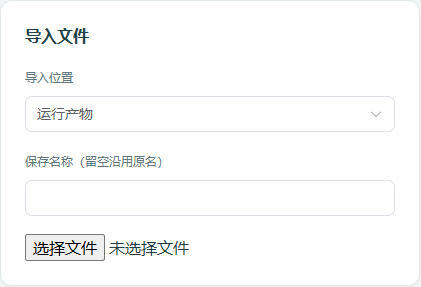 导入文件
导入位置
运行产物
保存名称（留空沿用原名）
选择文件 未选择文件